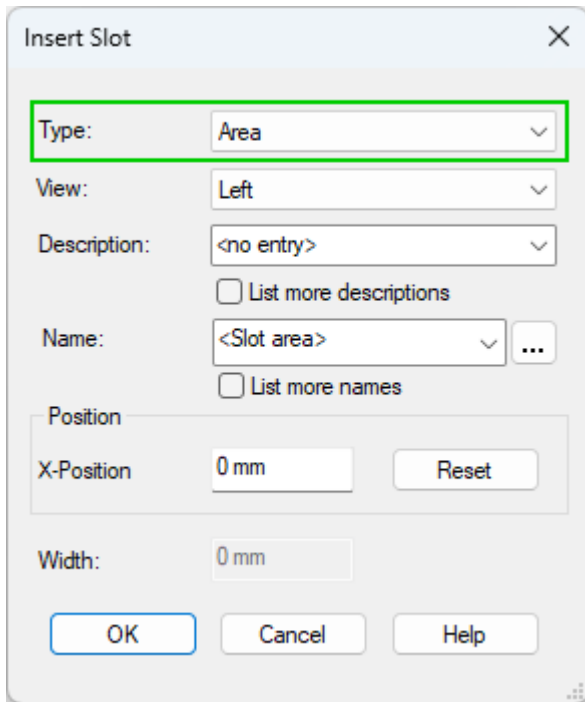 Insert Slot
Type: Area
View: Left
Description: <no entry>
List more descriptions
Name: <Slot area> ...
List more names
Position
X-Position 0 mm Reset
Width: 0 mm
OK Cancel Help